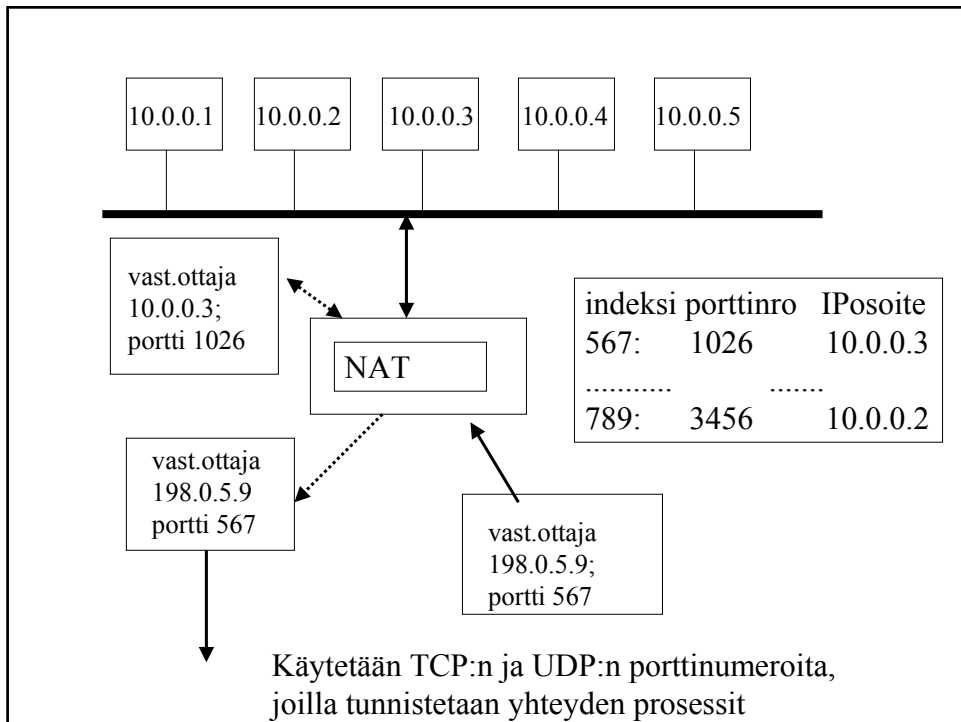 10.0.0.1
10.0.0.2
10.0.0.3
10.0.0.4
10.0.0.5
vast.ottaja
10.0.0.3;
portti 1026
NAT
indeksi porttinro IPosoite
567: 1026 10.0.0.3
........... .......
789: 3456 10.0.0.2
vast.ottaja
198.0.5.9
portti 567
vast.ottaja
198.0.5.9;
portti 567
Käytetään TCP:n ja UDP:n porttinumeroita,
joilla tunnistetaan yhteyden prosessit